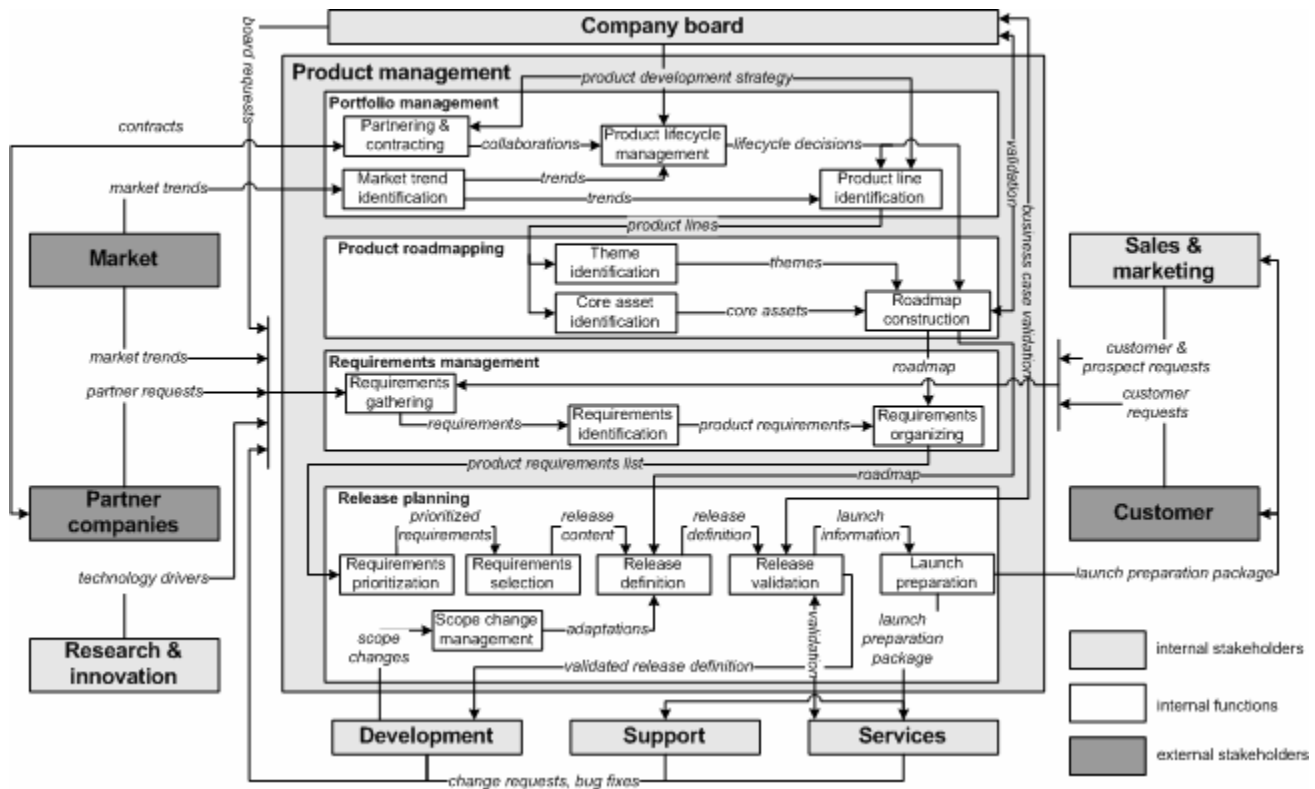 Company board
board requests
Product management
product development strategy
Portfolio management
contracts
Partnering &
contracting
collaborations
Product lifecycle
management
lifecycle decisions
validation
market trends
Market trend
identification
trends
trends
Product line
identification
business case validation
product lines
Market
Product roadmapping
Theme
identification
themes
Sales &
marketing
Core asset
identification
core assets
Roadmap
construction
market trends
Requirements management
roadmap
customer &
prospect requests
partner requests
Requirements
gathering
customer
requests
requirements
Requirements
identification
product requirements
Requirements
organizing
product requirements list
roadmap
Partner
companies
Release planning
prioritized
requirements
release
content
release
definition
launch
information
Customer
technology drivers
Requirements
prioritization
Requirements
selection
Release
definition
Release
validation
Launch
preparation
launch preparation package
scope
changes
Scope change
management
adaptations
validation
launch
preparation
package
Research &
innovation
validated release definition
internal stakeholders
internal functions
external stakeholders
Development
Support
Services
change requests, bug fixes